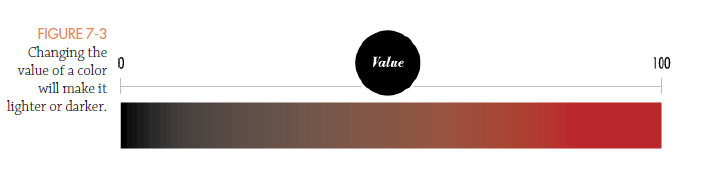 FIGURE 7-3
Changing the
value of a color
will make it
lighter or darker.
0
Value
100